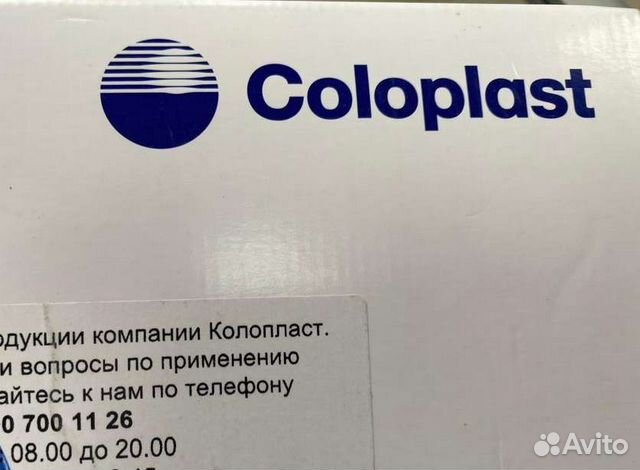 Coloplast
одукции компании Колопласт.
и вопросы по применению
айтесь к нам по телефону
0 700 11 26
08.00 до 20.00
Avito